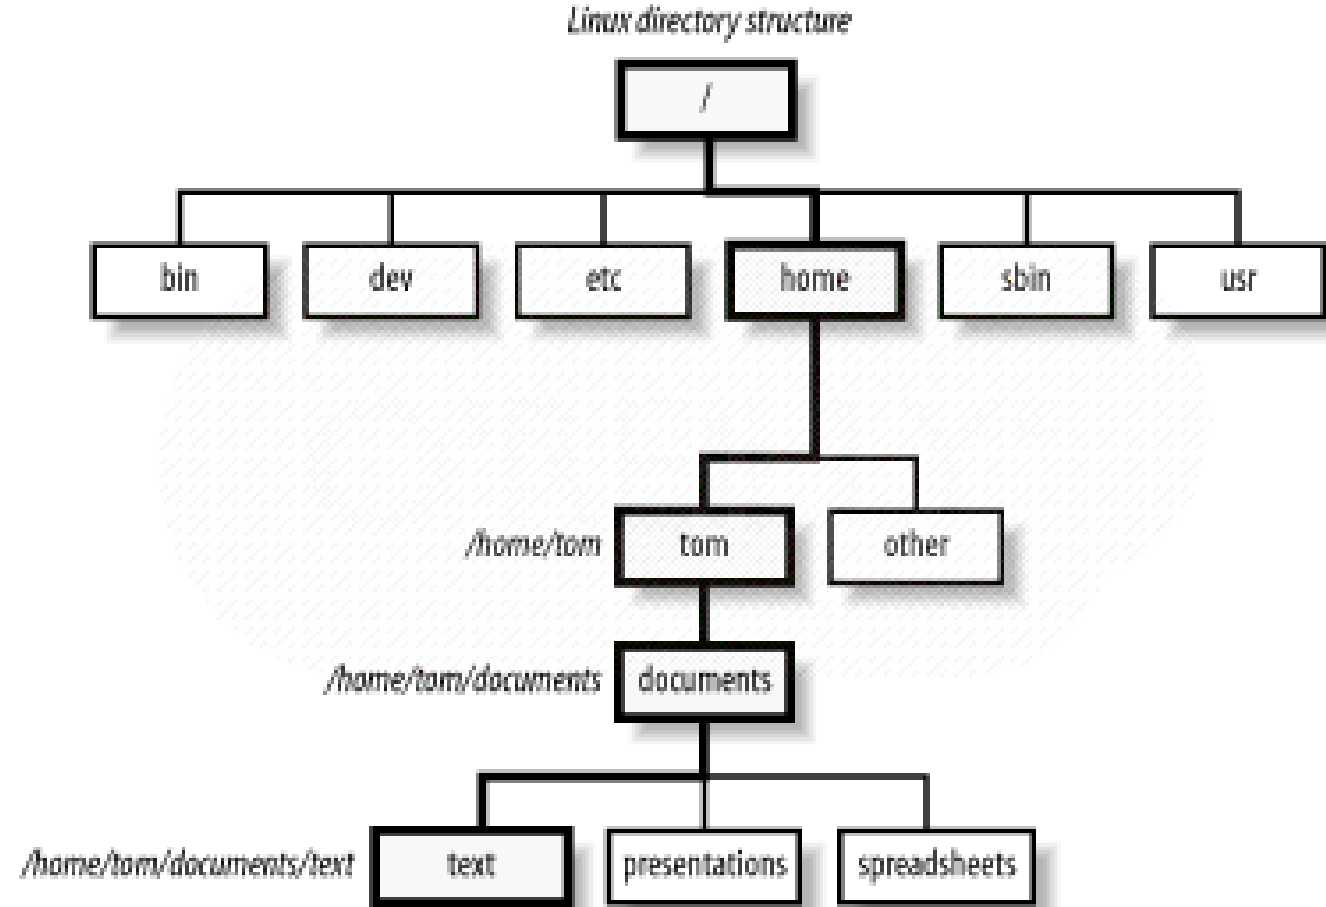 Linux directory structure
/
bin dev etc home sbin usr
/home/tom tom other
/home/tom/documents documents
/home/tom/documents/text text presentations spreadsheets